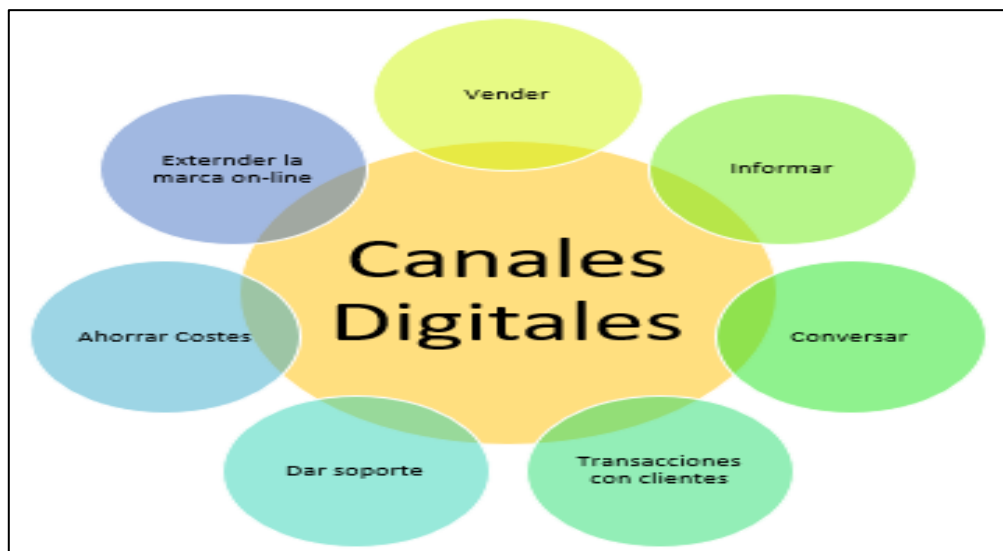 Vender
Informar
Conversar
Transacciones
con clientes
Dar soporte
Ahorrar Costes
Externder la
marca on-line
Canales
Digitales